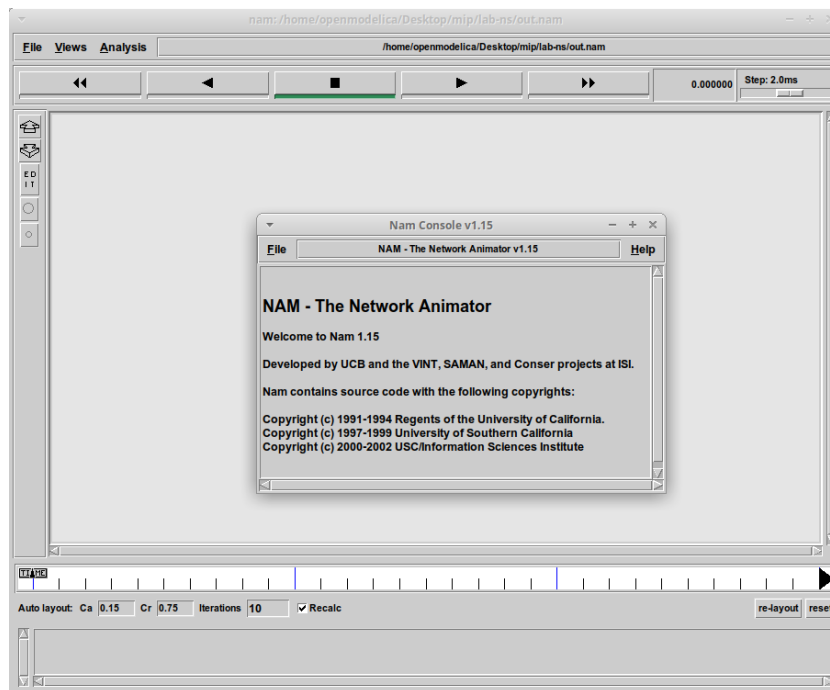 nam: /home/openmodelica/Desktop/mip/lab-ns/out.nam
File Views Analysis /home/openmodelica/Desktop/mip/lab-ns/out.nam
0.000000 Step: 2.0ms
ED
IT
Nam Console v1.15
File NAM - The Network Animator v1.15 Help
NAM - The Network Animator
Welcome to Nam 1.15
Developed by UCB and the VINT, SAMAN, and Conser projects at ISI.
Nam contains source code with the following copyrights:
Copyright (c) 1991-1994 Regents of the University of California.
Copyright (c) 1997-1999 University of Southern California
Copyright (c) 2000-2002 USC/Information Sciences Institute
TIME
Auto layout: Ca 0.15 Cr 0.75 Iterations 10 Recalc re-layout reset